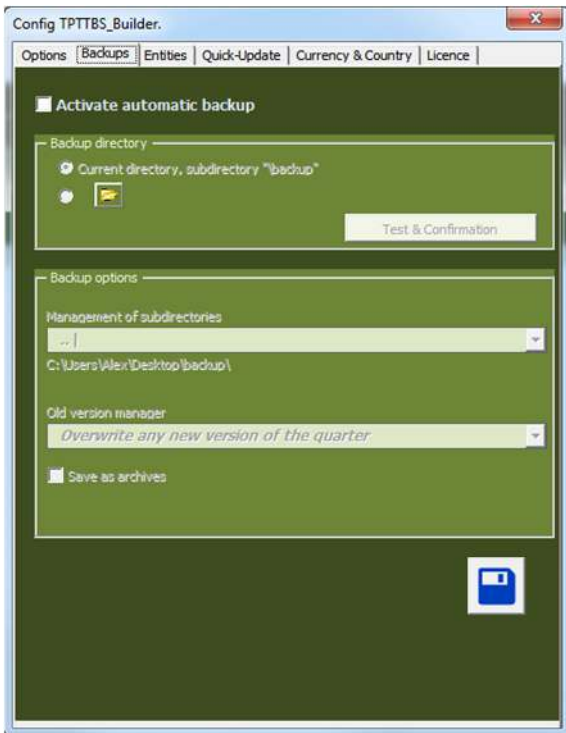 Config TPTTBS_Builder.
Options Backups Entities Quick-Update Currency & Country Licence
Activate automatic backup
Backup directory
Current directory, subdirectory "\backup"
Test & Confirmation
Backup options
Management of subdirectories
.. |
C:\Users\Alex\Desktop\backup\
Old version manager
Overwrite any new version of the quarter
Save as archives